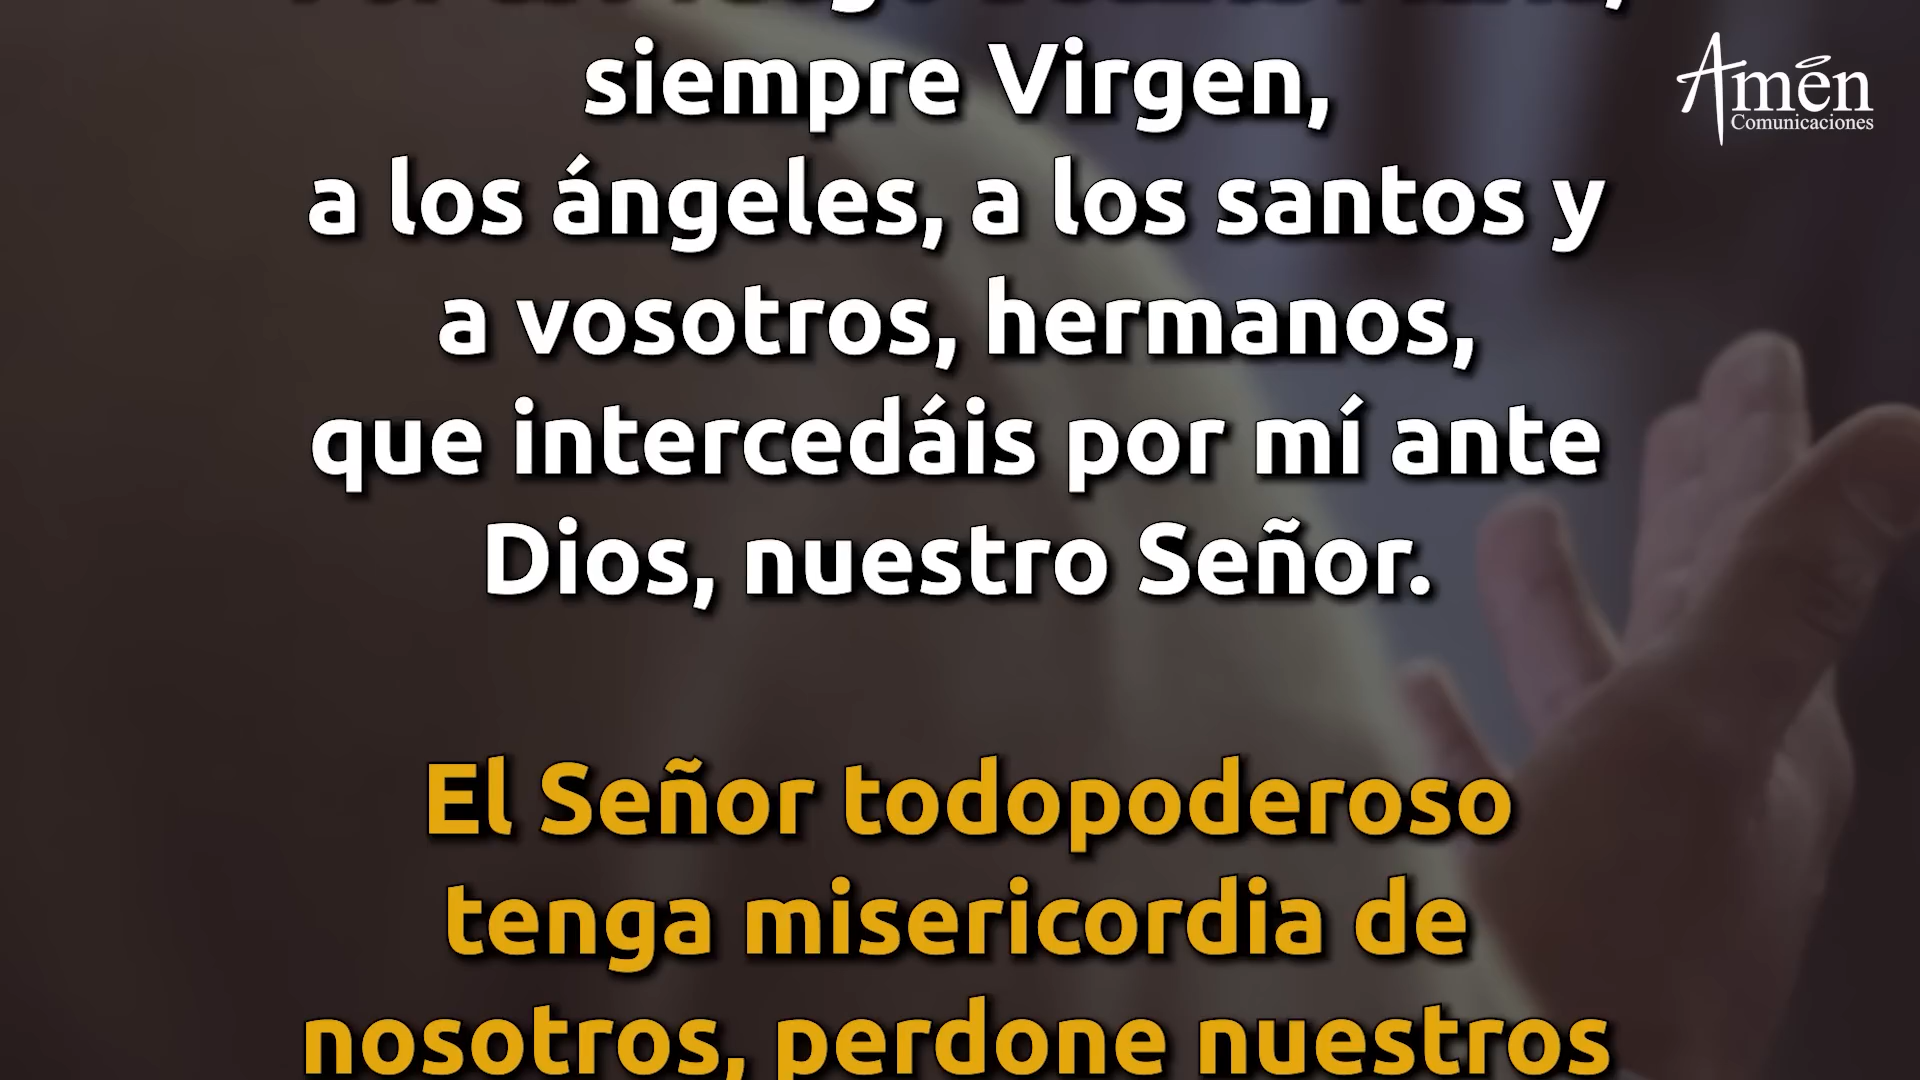 siempre Virgen,
a los ángeles, a los santos y
a vosotros, hermanos,
que intercedáis por mí ante
Dios, nuestro Señor.
El Señor todopoderoso
tenga misericordia de
nosotros, perdone nuestros
Amén
Comunicaciones